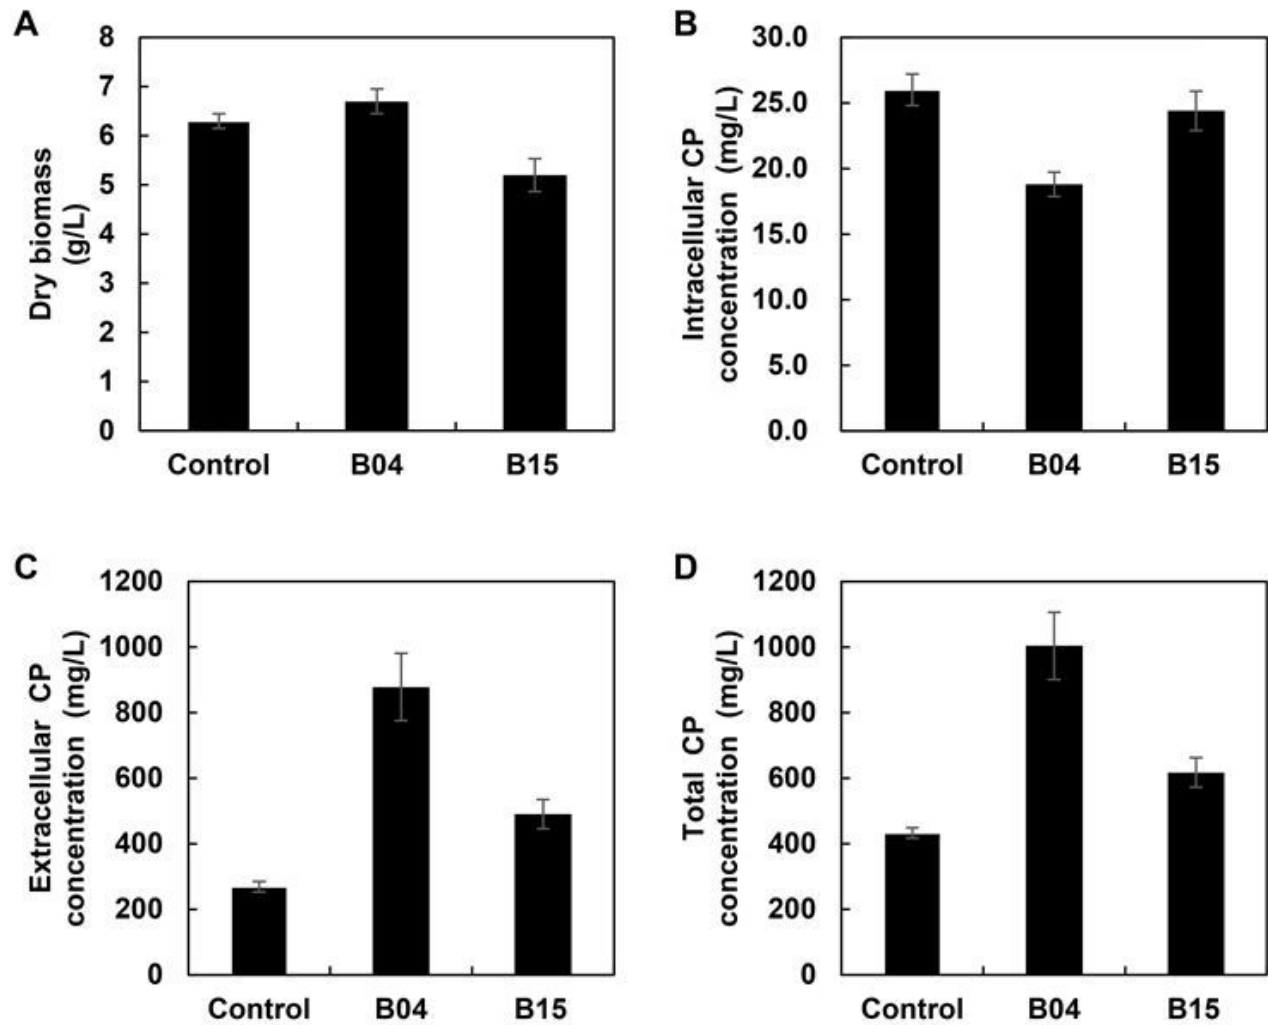 A
8
7
6
5
4
3
2
1
0
Dry biomass
(g/L)
Control B04 B15
B
30.0
25.0
20.0
15.0
10.0
5.0
0.0
Intracellular CP
concentration (mg/L)
Control B04 B15
C
1200
1000
800
600
400
200
0
Extracellular CP
concentration (mg/L)
Control B04 B15
D
1200
1000
800
600
400
200
0
Total CP
concentration (mg/L)
Control B04 B15